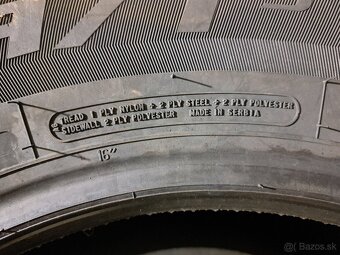 A/T
TREAD 1 PLY NYLON + 2 PLY STEEL + 2 PLY POLYESTER
SIDEWALL 2 PLY POLYESTER MADE IN SERBIA
16"
Bazos.sk